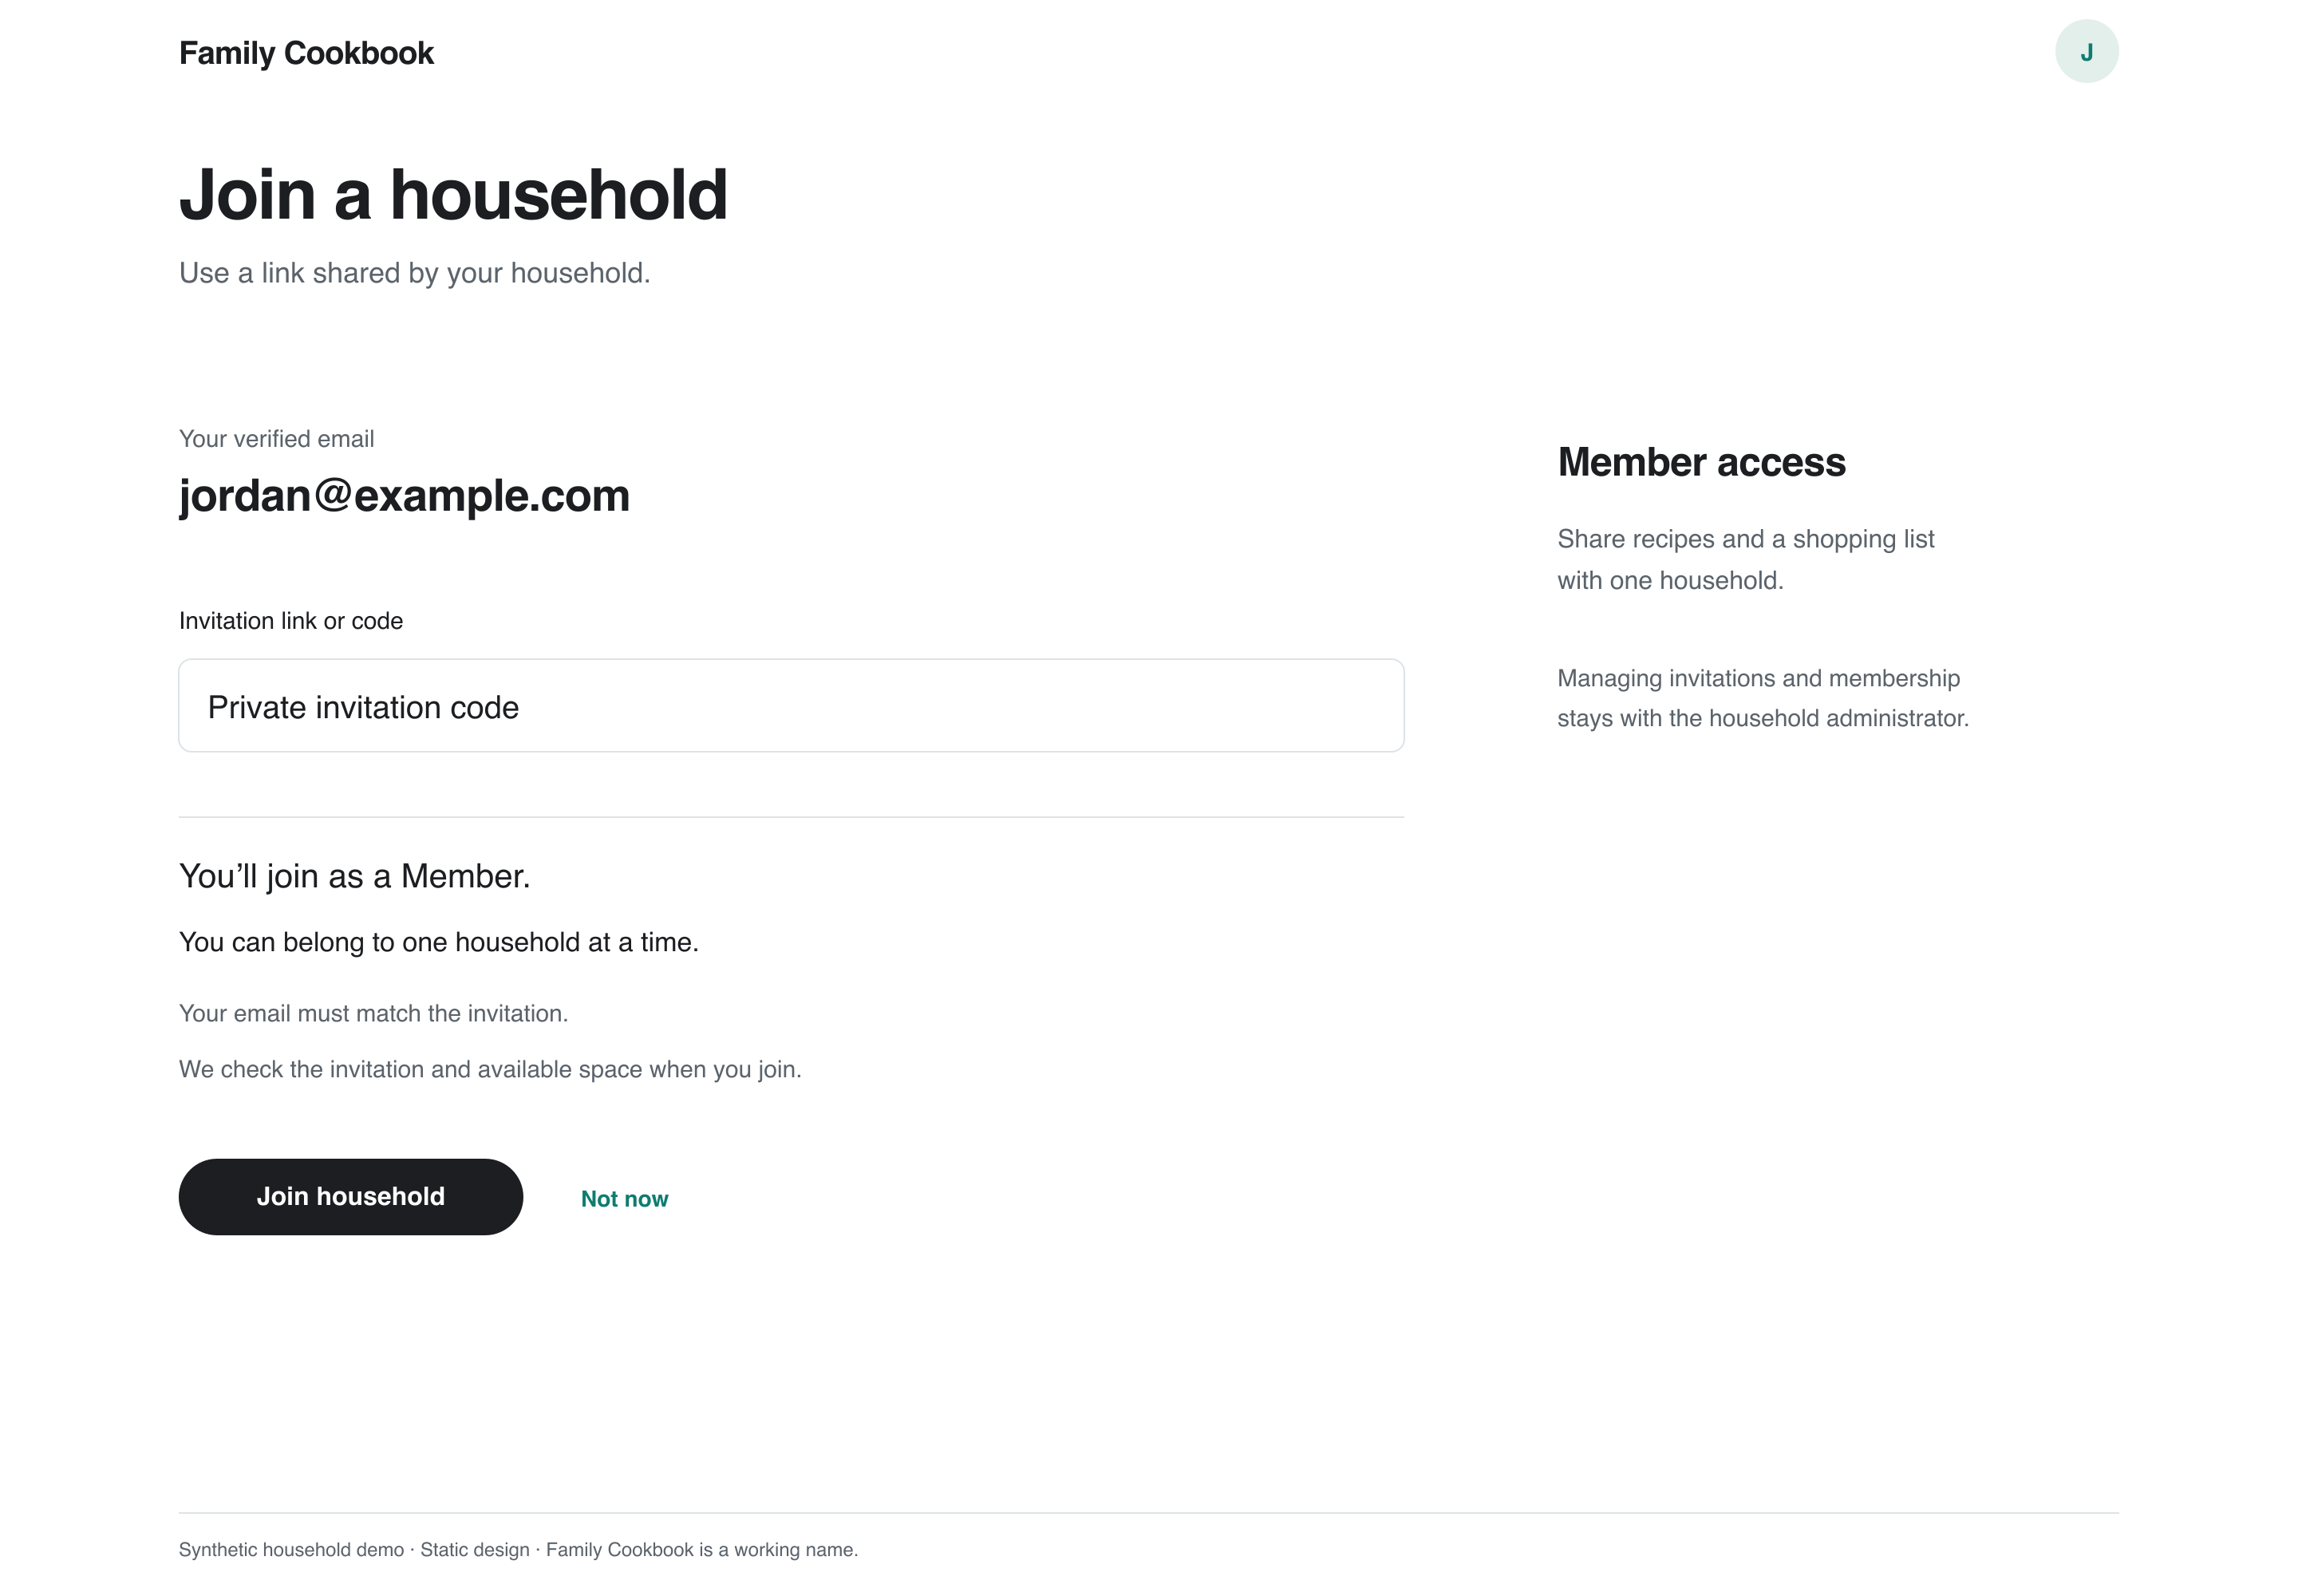 Family Cookbook
J
Join a household
Use a link shared by your household.
Your verified email
jordan@example.com
Invitation link or code
Private invitation code
You’ll join as a Member.
You can belong to one household at a time.
Your email must match the invitation.
We check the invitation and available space when you join.
Join household
Not now
Member access
Share recipes and a shopping list
with one household.
Managing invitations and membership
stays with the household administrator.
Synthetic household demo · Static design · Family Cookbook is a working name.